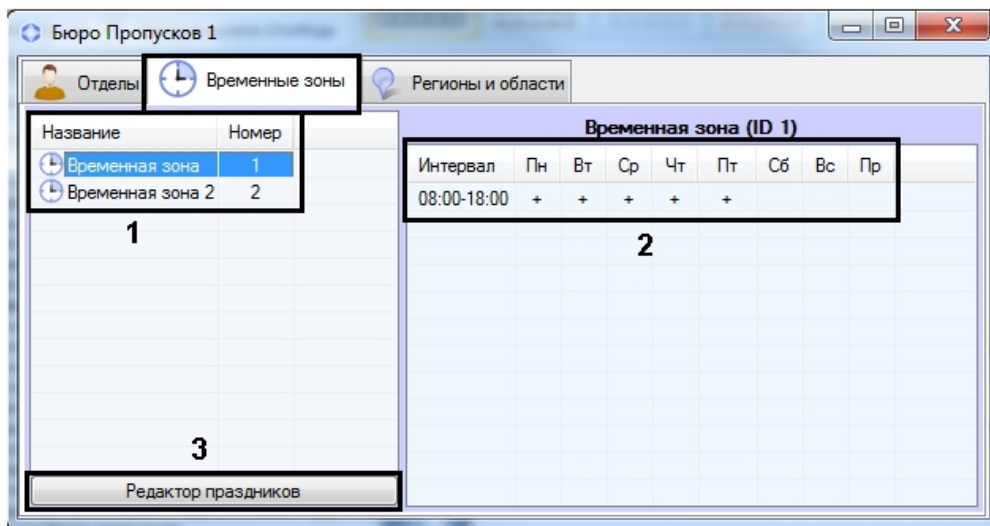 Бюро Пропусков 1
Отделы Временные зоны Регионы и области
Название Номер
Временная зона 1
Временная зона 2 2
1
3
Редактор праздников
Временная зона (ID 1)
Интервал Пн Вт Ср Чт Пт Сб Вс Пр
08:00-18:00 + + + + +
2